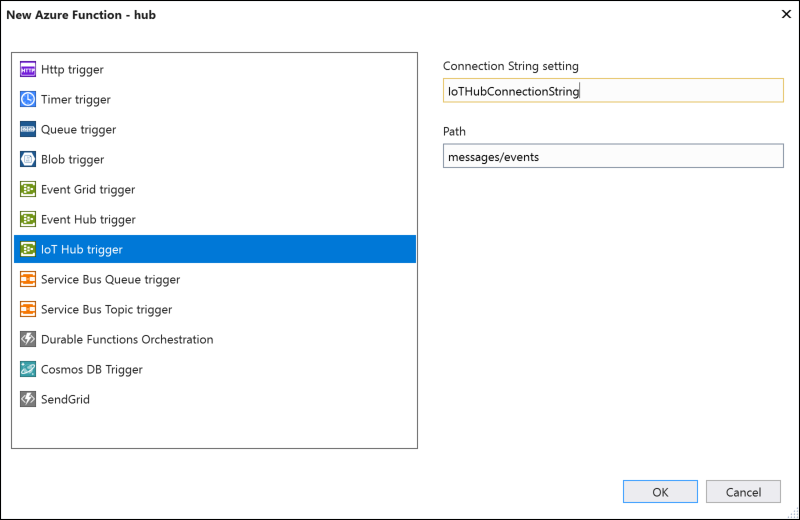 New Azure Function - hub
Http trigger
Timer trigger
Queue trigger
Blob trigger
Event Grid trigger
Event Hub trigger
IoT Hub trigger
Service Bus Queue trigger
Service Bus Topic trigger
Durable Functions Orchestration
Cosmos DB Trigger
SendGrid
Connection String setting
IoTHubConnectionString
Path
messages/events
OK
Cancel